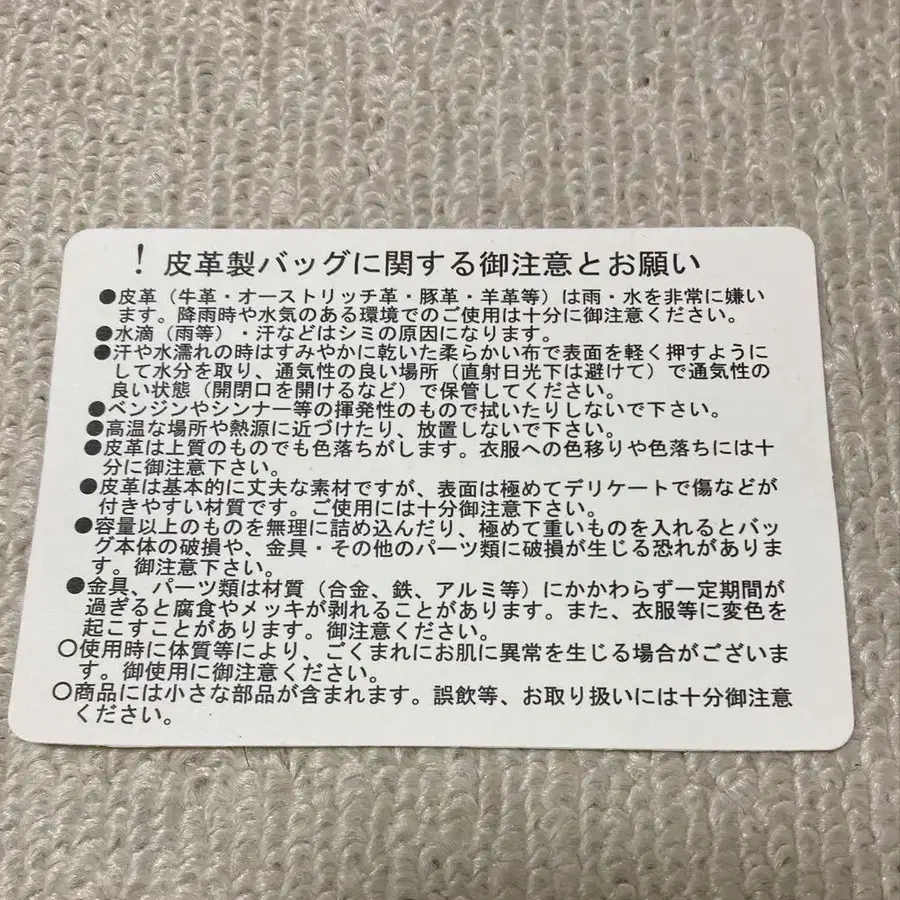 ！皮革製バッグに関する御注意とお願い
●皮革（牛革・オーストリッチ革・豚革・羊革等）は雨・水を非常に嫌い
ます。降雨時や水気のある環境でのご使用は十分に御注意ください。
●水滴（雨等）・汗などはシミの原因になります。
●汗や水濡れの時はすみやかに乾いた柔らかい布で表面を軽く押すように
して水分を取り、通気性の良い場所（直射日光下は避けて）で通気性の
良い状態（開閉口を開けるなど）で保管してください。
●ベンジンやシンナー等の揮発性のもので拭いたりしないで下さい。
●高温な場所や熱源に近づけたり、放置しないで下さい。
●皮革は上質のものでも色落ちがします。衣服への色移りや色落ちには十
分に御注意下さい。
●皮革は基本的に丈夫な素材ですが、表面は極めてデリケートで傷などが
付きやすい材質です。ご使用には十分御注意下さい。
●容量以上のものを無理に詰め込んだり、極めて重いものを入れるとバッ
グ本体の破損や、金具・その他のパーツ類に破損が生じる恐れがありま
す。御注意下さい。
●金具、パーツ類は材質（合金、鉄、アルミ等）にかかわらず一定期間が
過ぎると腐食やメッキが剥れることがあります。また、衣服等に変色を
起こすことがあります。御注意ください。
○使用時に体質等により、ごくまれにお肌に異常を生じる場合がございま
す。御使用に御注意ください。
○商品には小さな部品が含まれます。誤飲等、お取り扱いには十分御注意
ください。